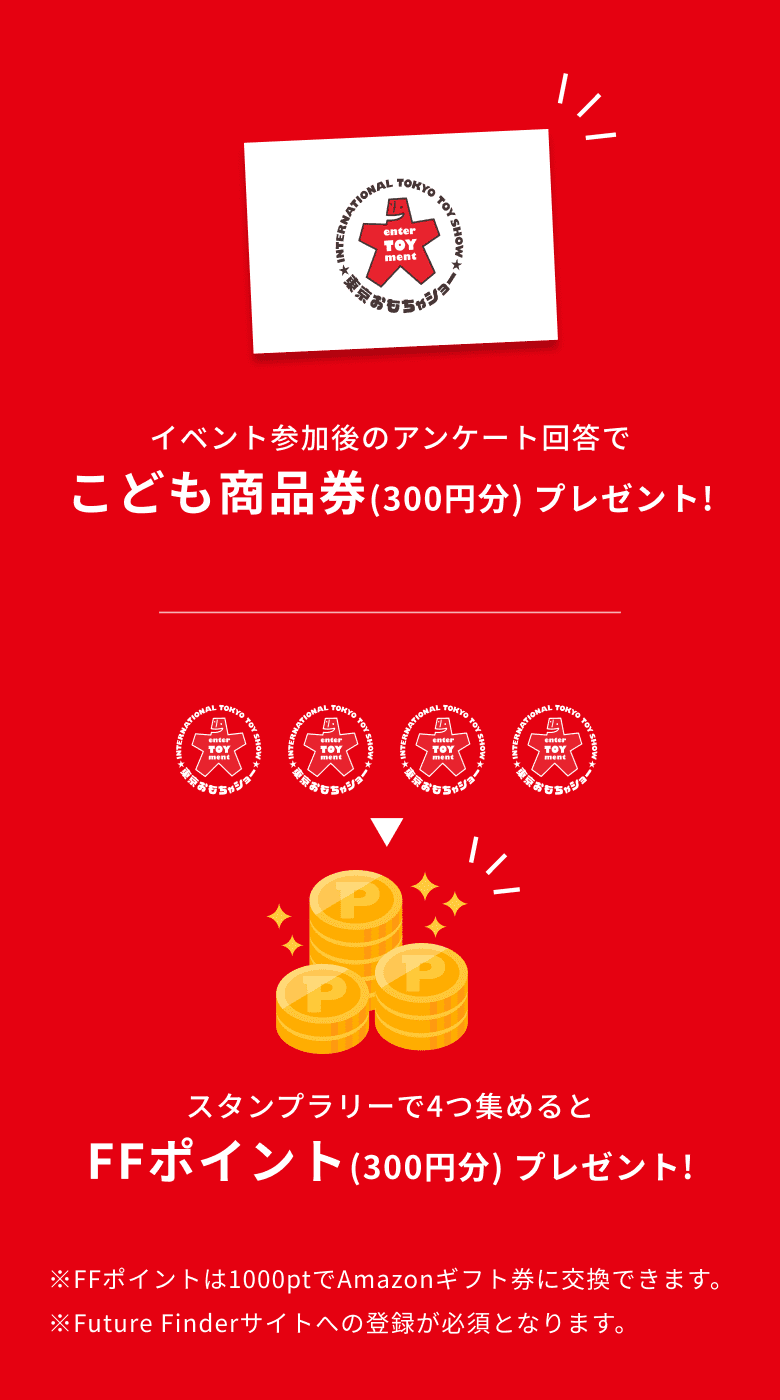 INTERNATIONAL TOKYO TOY SHOW
enter
TOY
ment
★東京おもちゃショー★
イベント参加後のアンケート回答で
こども商品券(300円分) プレゼント!
INTERNATIONAL TOKYO TOY SHOW
enter
TOY
ment
★東京おもちゃショー★
INTERNATIONAL TOKYO TOY SHOW
enter
TOY
ment
★東京おもちゃショー★
INTERNATIONAL TOKYO TOY SHOW
enter
TOY
ment
★東京おもちゃショー★
INTERNATIONAL TOKYO TOY SHOW
enter
TOY
ment
★東京おもちゃショー★
P
P
P
スタンプラリーで4つ集めると
FFポイント(300円分) プレゼント!
※FFポイントは1000ptでAmazonギフト券に交換できます。
※Future Finderサイトへの登録が必須となります。